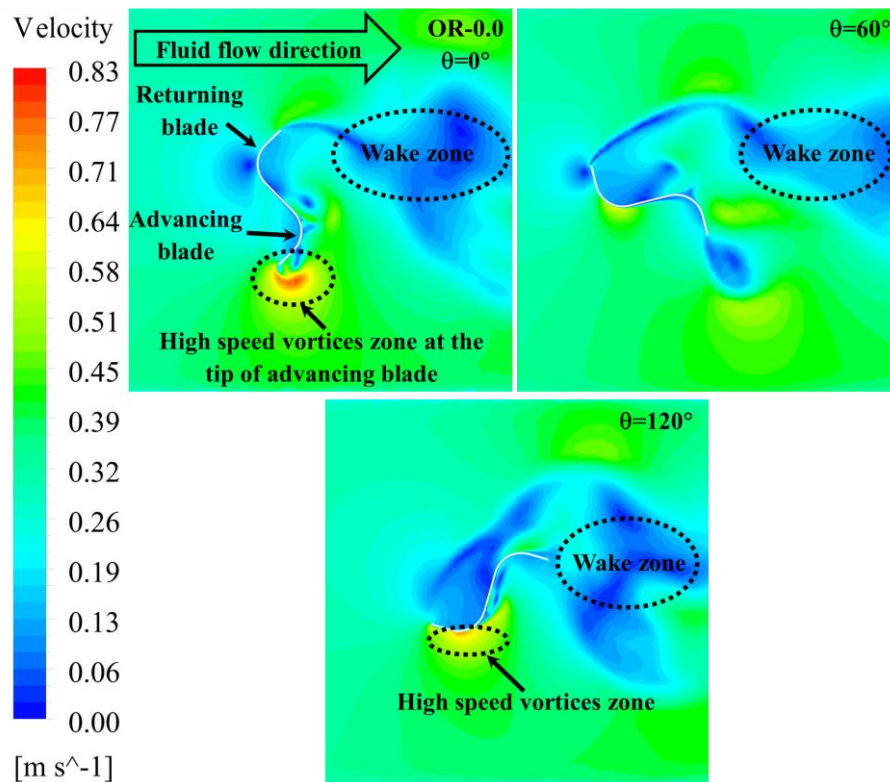 Velocity
0.83
0.77
0.71
0.64
0.58
0.51
0.45
0.39
0.32
0.26
0.19
0.13
0.06
0.00
[m s^-1]
Fluid flow direction
OR-0.0
θ=0°
Returning
blade
Wake zone
Advancing
blade
High speed vortices zone at the
tip of advancing blade
θ=60°
Wake zone
θ=120°
Wake zone
High speed vortices zone